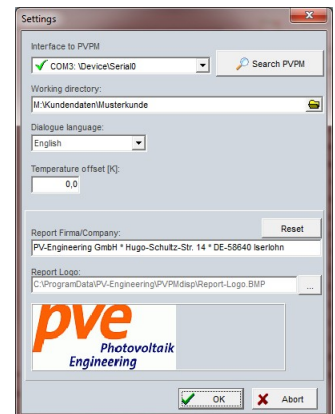 Settings
Interface to PVPM
COM3: \Device\Serial0
Search PVPM
Working directory:
M:\Kundendaten\Musterkunde
Dialogue language:
English
Temperature offset [K]:
0,0
Reset
Report Firma/Company:
PV-Engineering GmbH * Hugo-Schultz-Str. 14 * DE-58640 Iserlohn
Report Logo:
C:\ProgramData\PV-Engineering\PVPMdisp\Report-Logo.BMP
...
pve
Photovoltaik
Engineering
OK
Abort